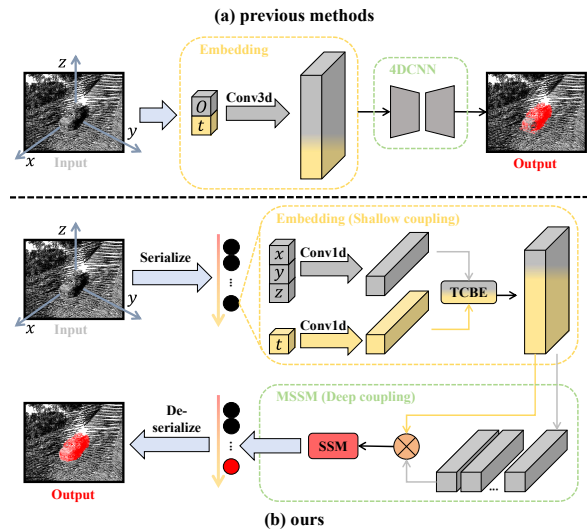 (a) previous methods
z
x
y
Input
Embedding
O
t
Conv3d
4DCNN
Output
z
x
y
Input
Serialize
...
Embedding (Shallow coupling)
x
y
z
Conv1d
t
Conv1d
TCBE
Output
De-
serialize
...
MSSM (Deep coupling)
SSM
...
(b) ours